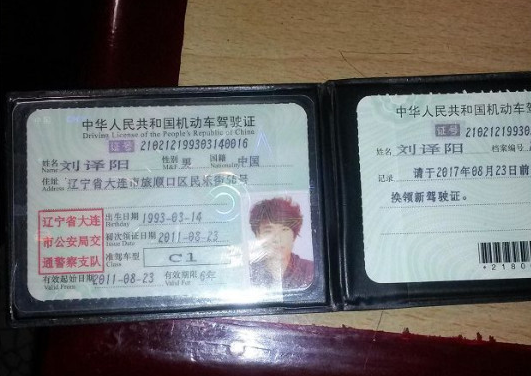 中华人民共和国机动车驾驶证
Driving License of the People's Republic of China
证号 210212199303140016
姓名 Name 刘译阳 性别 M&F 男 国籍 Nationality 中国
住址 辽宁省大连市旅顺口区民乐街56号
辽宁省大连
市公安局交
通警察支队
出生日期 Birthday 1993-03-14
初次领证日期 Issue Date 2011-08-23
准驾车型 Class C1
有效起始日期 Valid From 2011-08-23 有效期限 Valid For 6年
中华人民共和国机动车驾驶
证号 2102121993031
姓名 Name 刘译阳 档案编号
记录 请于2017年08月23日前
换领新驾驶证。
*2180